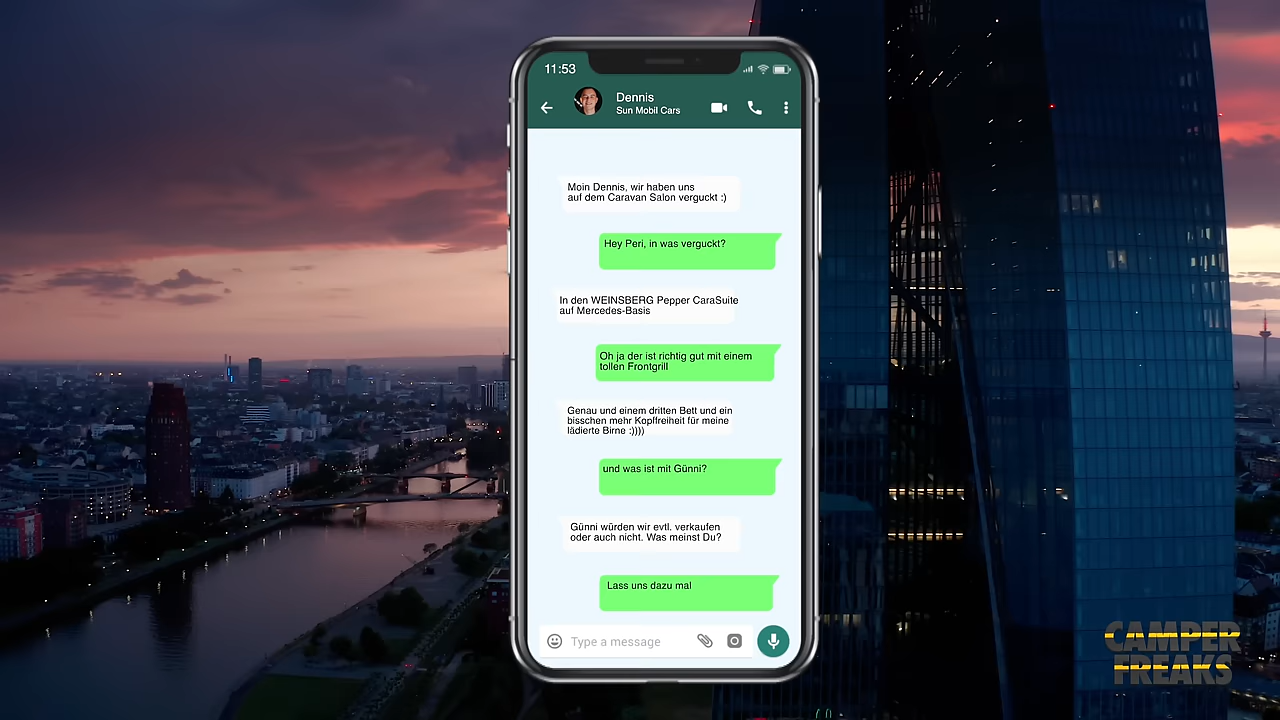 11:53
Dennis
Sun Mobil Cars
Moin Dennis, wir haben uns
auf dem Caravan Salon verguckt :)
Hey Peri, in was verguckt?
In den WEINSBERG Pepper CaraSuite
auf Mercedes-Basis
Oh ja der ist richtig gut mit einem
tollen Frontgrill
Genau und einem dritten Bett und ein
bisschen mehr Kopffreiheit für meine
lädierte Birne :))))
und was ist mit Günni?
Günni würden wir evtl. verkaufen
oder auch nicht. Was meinst Du?
Lass uns dazu mal
Type a message
CAMPER
FREAKS